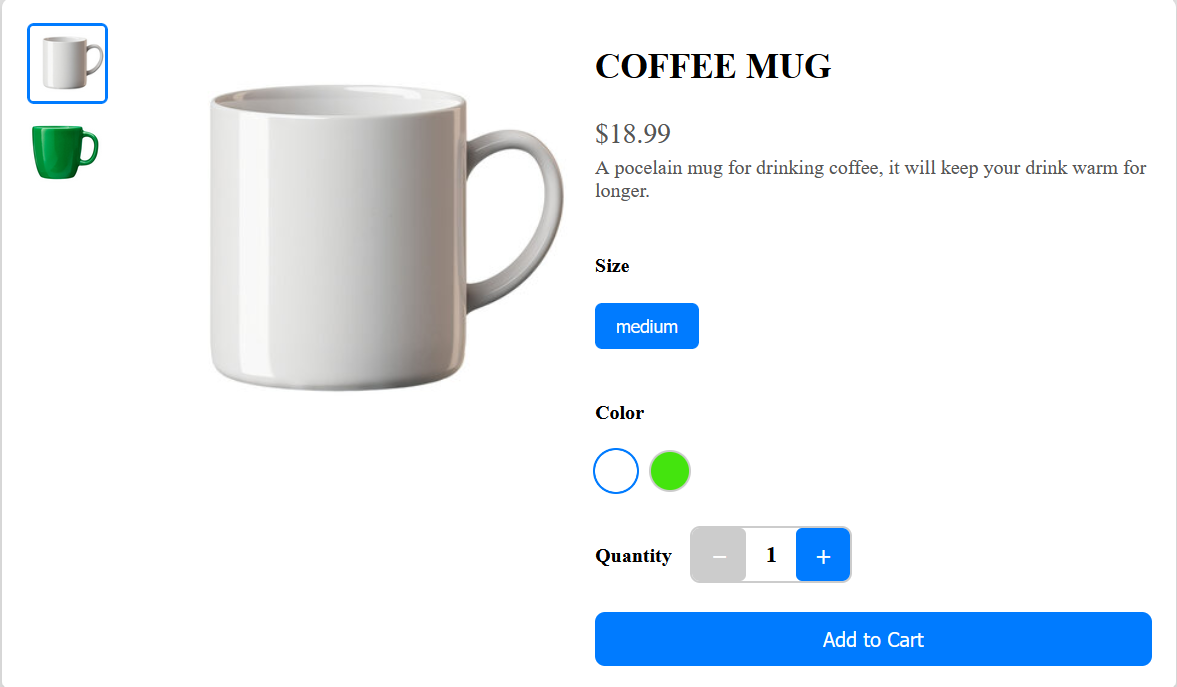 COFFEE MUG
$18.99
A pocelain mug for drinking coffee, it will keep your drink warm for
longer.
Size
medium
Color
Quantity − 1 +
Add to Cart